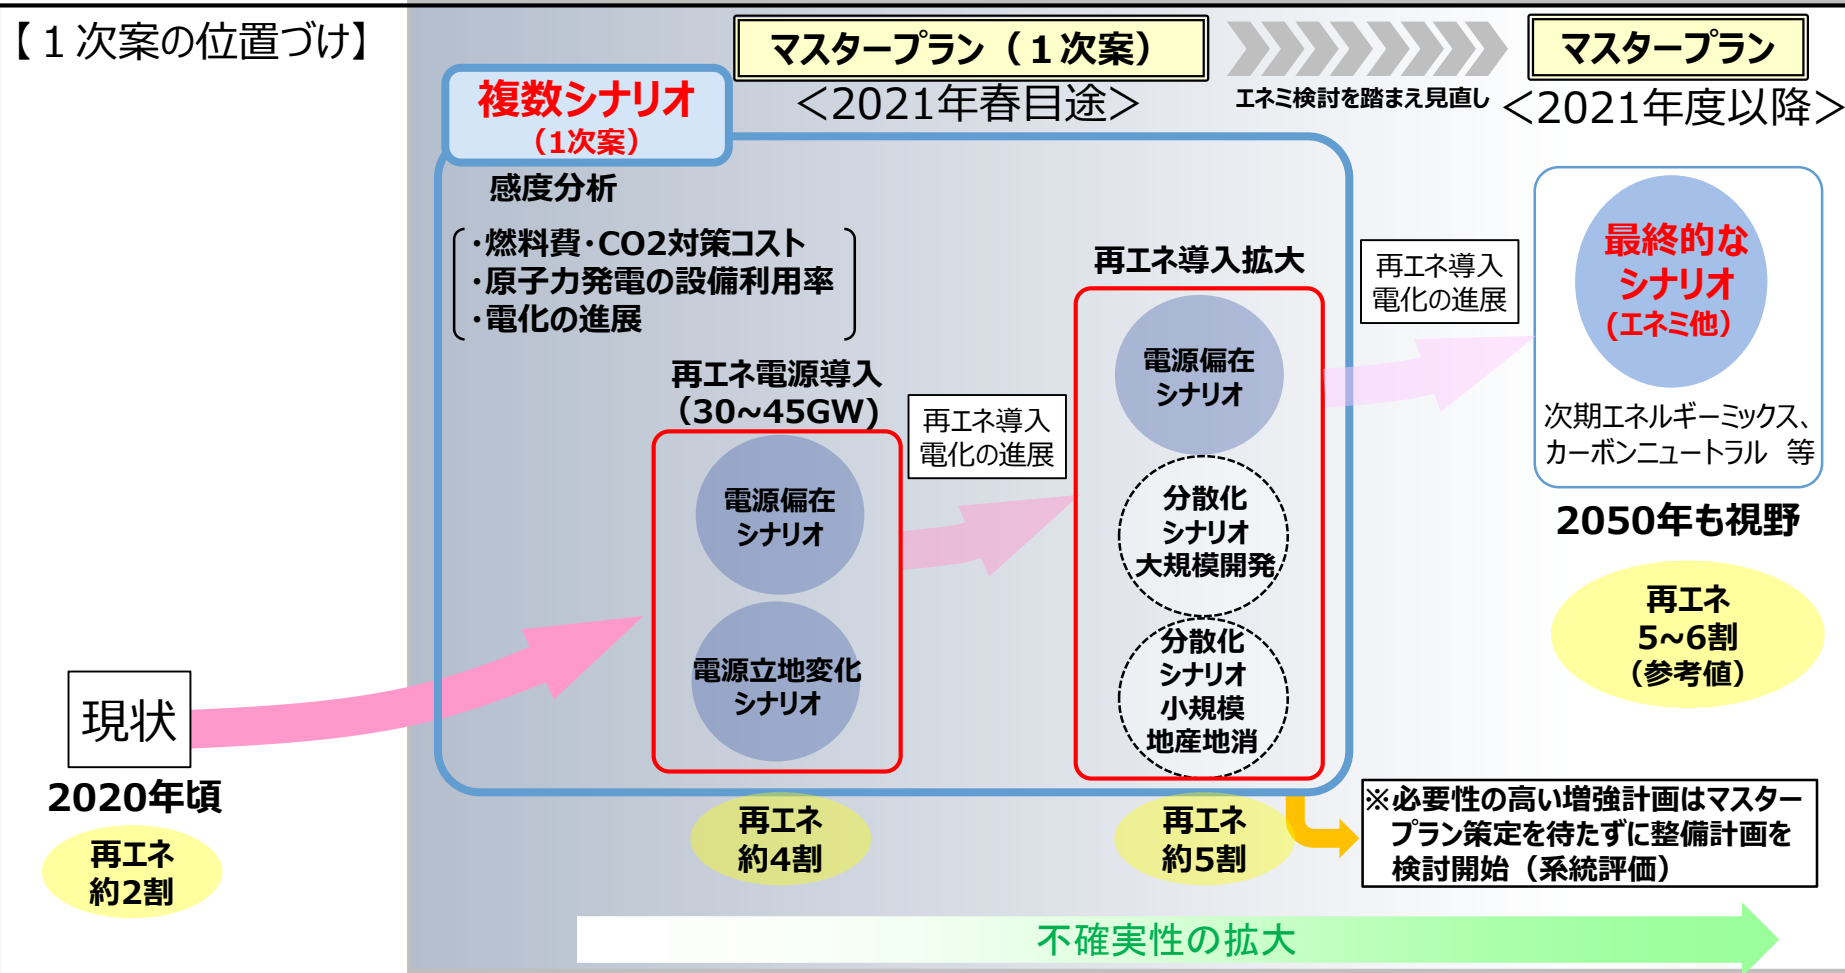 【１次案の位置づけ】
マスタープラン（１次案）
＜2021年春目途＞
エネミ検討を踏まえ見直し
マスタープラン
＜2021年度以降＞
複数シナリオ
（1次案）
感度分析
・燃料費・CO2対策コスト
・原子力発電の設備利用率
・電化の進展
再エネ電源導入
（30~45GW)
電源偏在
シナリオ
電源立地変化
シナリオ
再エネ導入
電化の進展
再エネ導入拡大
電源偏在
シナリオ
分散化
シナリオ
大規模開発
分散化
シナリオ
小規模
地産地消
再エネ導入
電化の進展
最終的な
シナリオ
(エネミ他）
次期エネルギーミックス、
カーボンニュートラル　等
2050年も視野
再エネ
5~6割
（参考値）
現状
2020年頃
再エネ
約2割
再エネ
約4割
再エネ
約5割
※必要性の高い増強計画はマスター
プラン策定を待たずに整備計画を
検討開始（系統評価）
不確実性の拡大